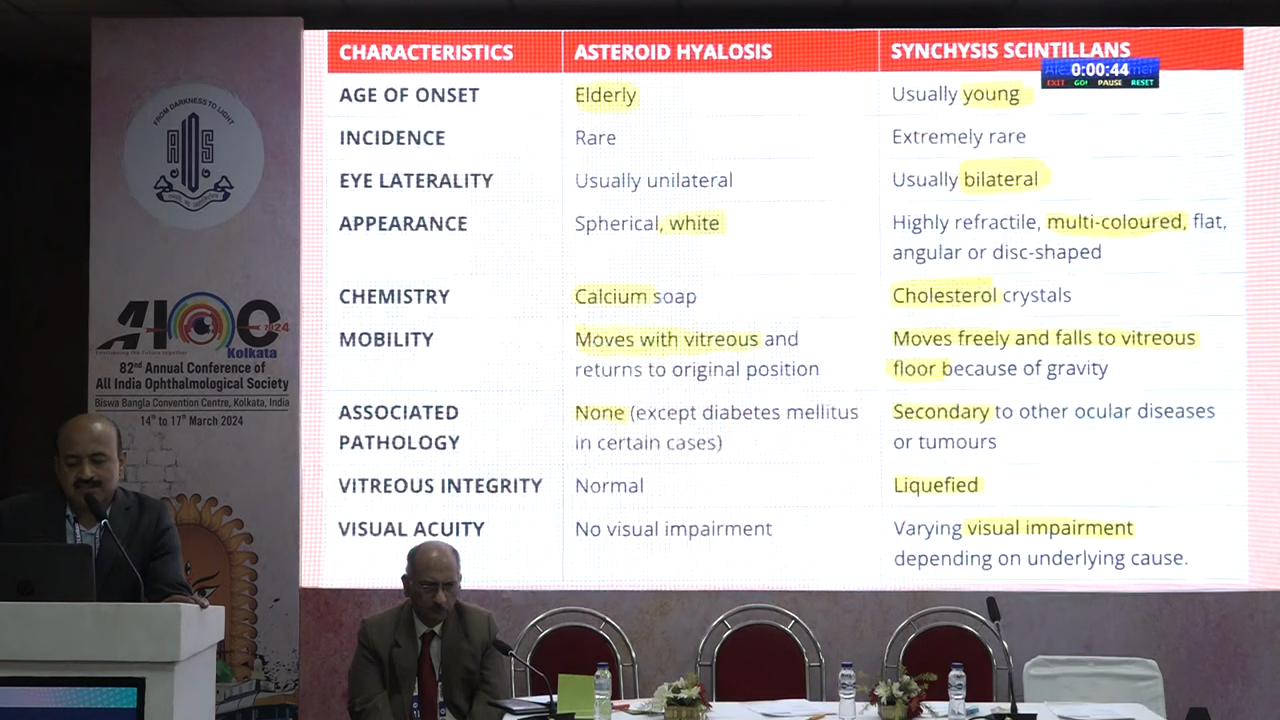 FROM DARKNESS TO LIGHT
AIOS
AIOC 2024
Kolkata
82nd Annual Conference of
All India Ophthalmological Society
Biswa Bangla Convention Centre, Kolkata, India
14th to 17th March 2024
CHARACTERISTICS ASTEROID HYALOSIS SYNCHYSIS SCINTILLANS
0:00:44
EXIT GO! PAUSE RESET
AGE OF ONSET Elderly Usually young
INCIDENCE Rare Extremely rare
EYE LATERALITY Usually unilateral Usually bilateral
APPEARANCE Spherical, white Highly refractile, multi-coloured, flat,
angular or disc-shaped
CHEMISTRY Calcium soap Cholesterol crystals
MOBILITY Moves with vitreous and Moves freely and falls to vitreous
returns to original position floor because of gravity
ASSOCIATED None (except diabetes mellitus Secondary to other ocular diseases
PATHOLOGY in certain cases) or tumours
VITREOUS INTEGRITY Normal Liquefied
VISUAL ACUITY No visual impairment Varying visual impairment
depending on underlying cause.